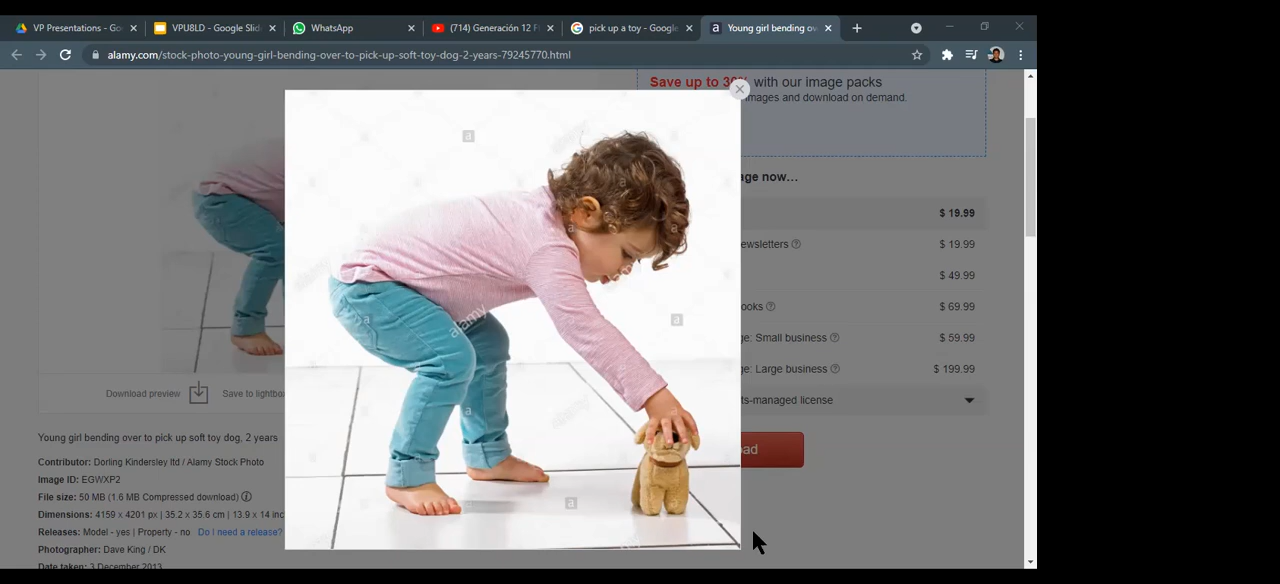 VP Presentations - Go
VPU8LD - Google Slid
WhatsApp
(714) Generación 12 F
pick up a toy - Google
Young girl bending ov
alamy.com/stock-photo-young-girl-bending-over-to-pick-up-soft-toy-dog-2-years-79245770.html
Save up to 30% with our image packs
images and download on demand.
age now...
$ 19.99
ewsletters $ 19.99
$ 49.99
ooks $ 69.99
ge: Small business $ 59.99
ge: Large business $ 199.99
ts-managed license
oad
Download preview
Save to lightbo
Young girl bending over to pick up soft toy dog, 2 years
Contributor: Dorling Kindersley ltd / Alamy Stock Photo
Image ID: EGWXP2
File size: 50 MB (1.6 MB Compressed download)
Dimensions: 4159 x 4201 px | 35.2 x 35.6 cm | 13.9 x 14 inc
Releases: Model - yes | Property - no Do i need a release?
Photographer: Dave King / DK
Date taken: 3 December 2013
alamy
a
a
a
a
a